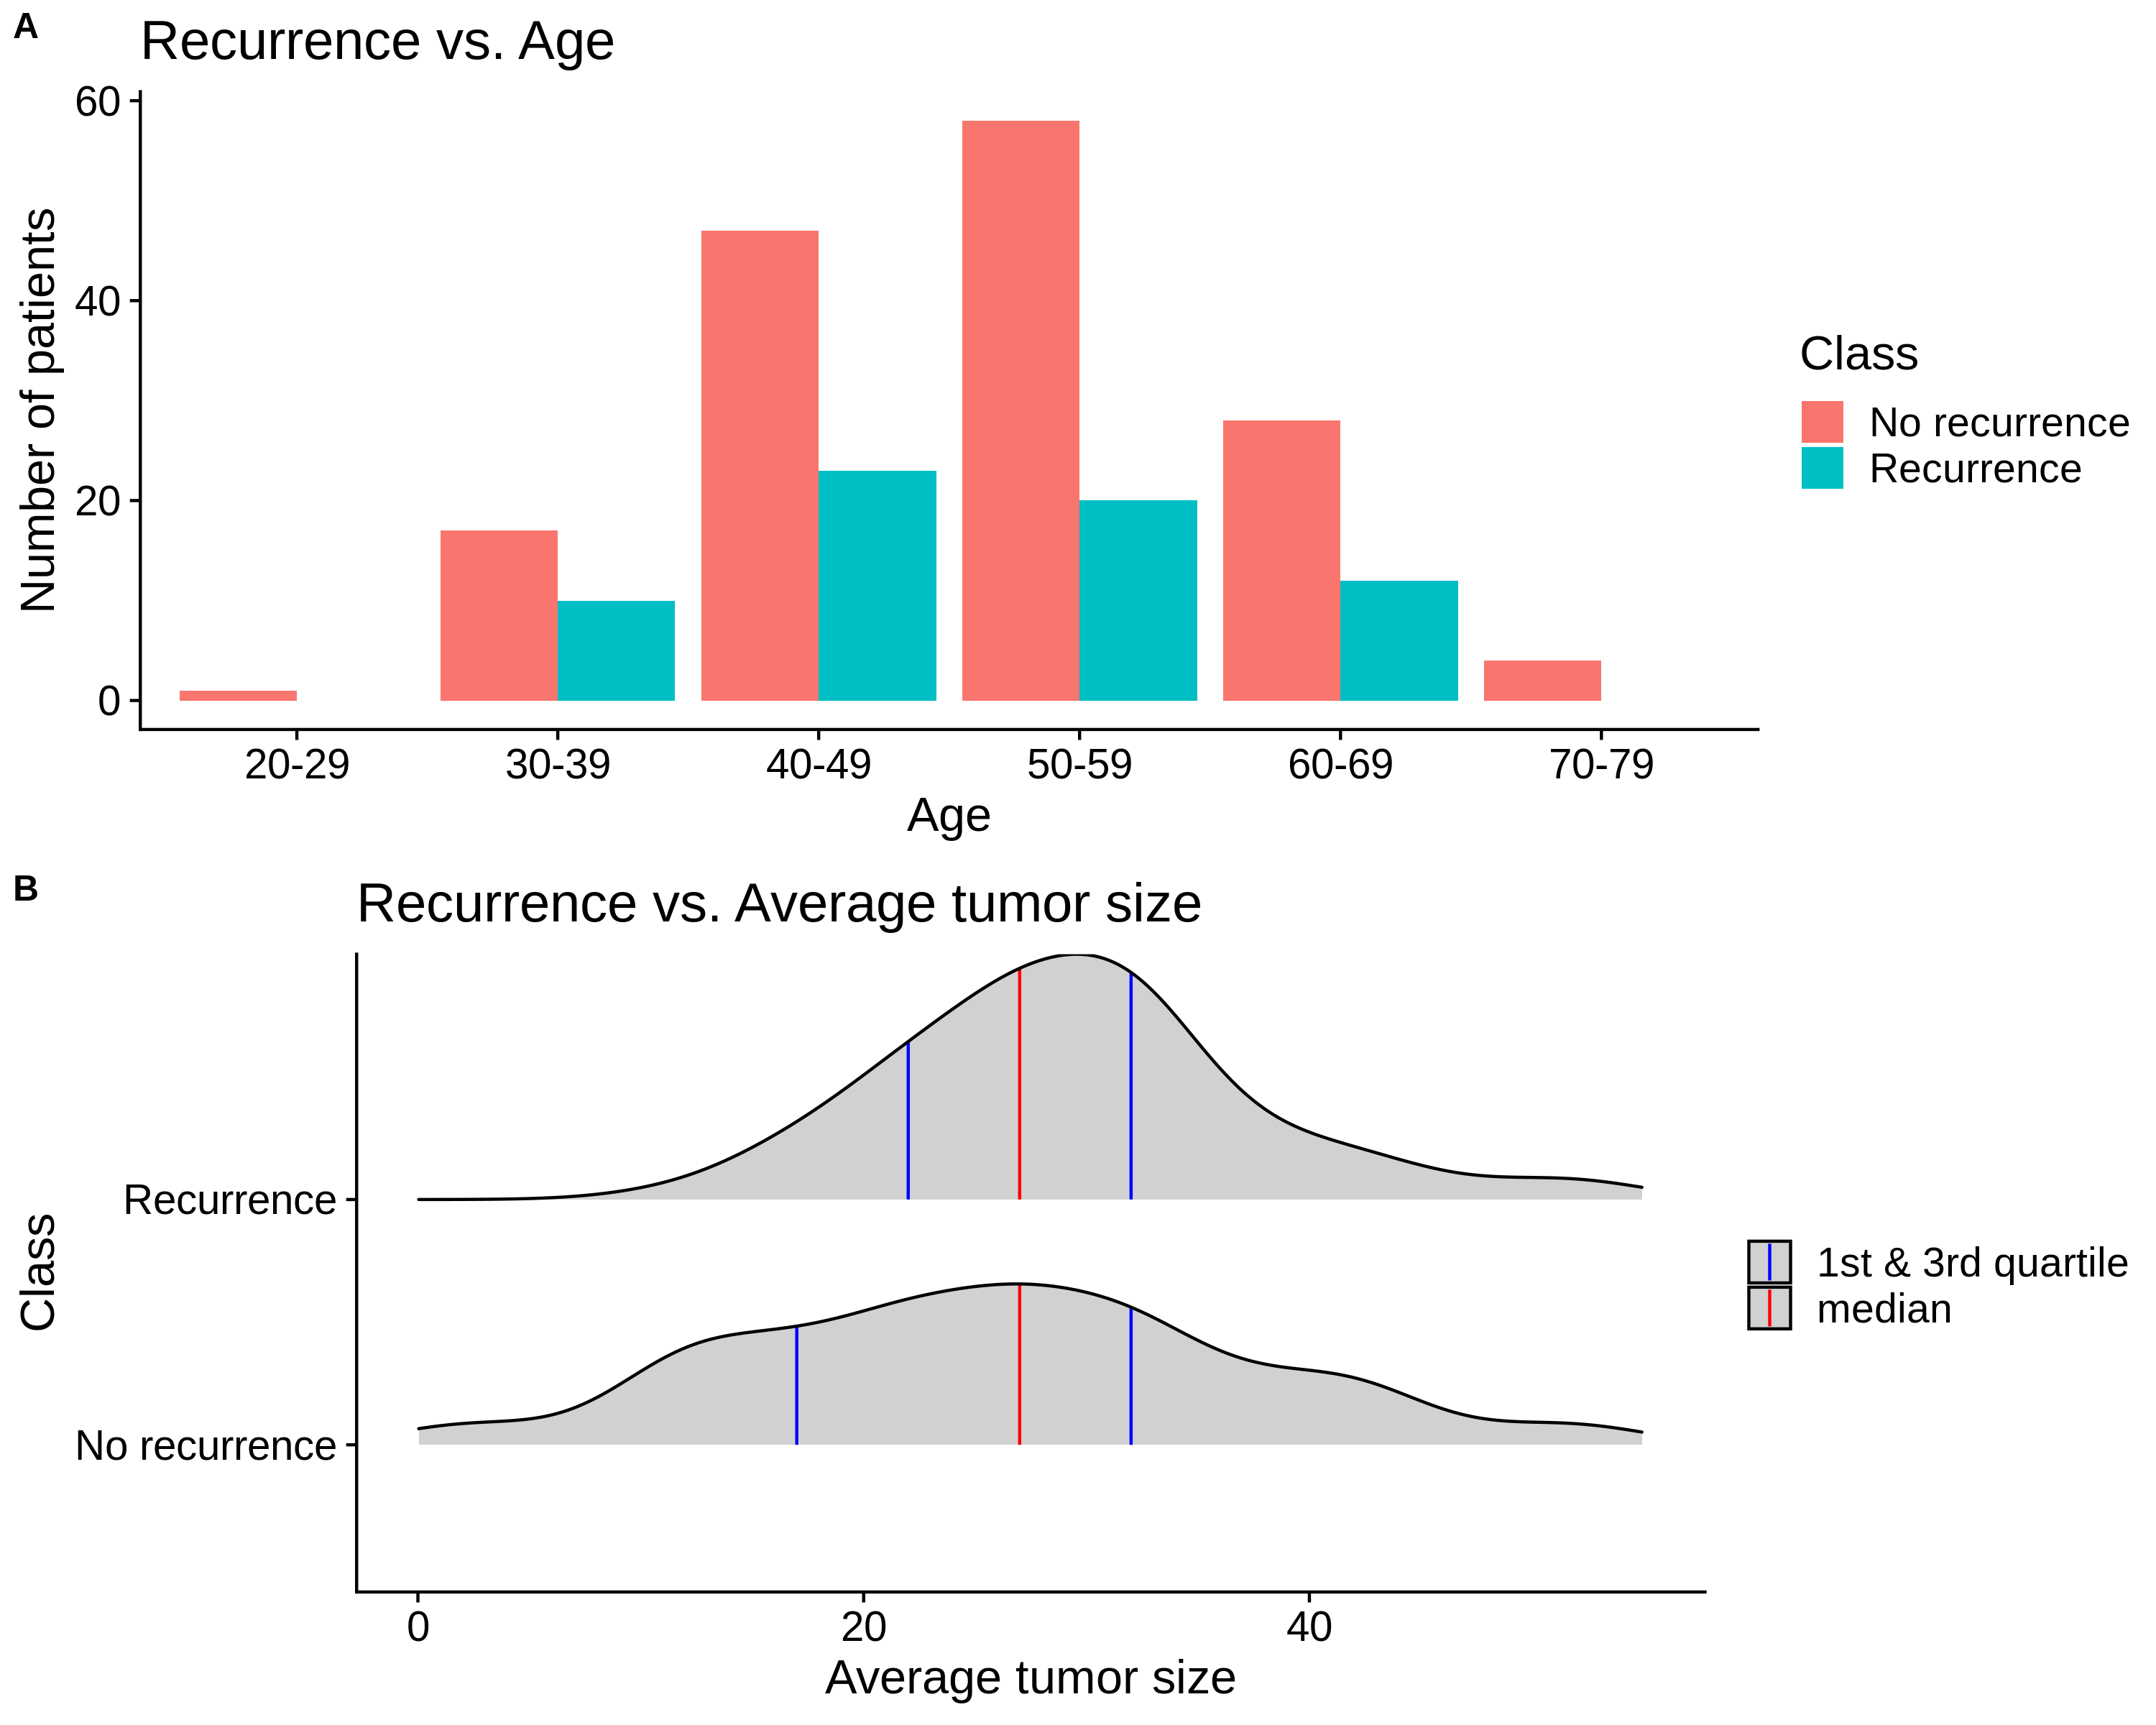 A
Recurrence vs. Age
60
40
20
0
Number of patients
20-29 30-39 40-49 50-59 60-69 70-79
Age
Class
No recurrence
Recurrence
B
Recurrence vs. Average tumor size
Recurrence
No recurrence
Class
0 20 40
Average tumor size
1st & 3rd quartile
median